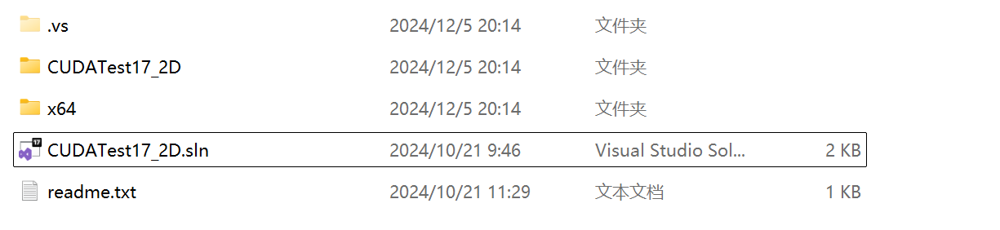 .vs 2024/12/5 20:14 文件夹
CUDATest17_2D 2024/12/5 20:14 文件夹
x64 2024/12/5 20:14 文件夹
17 CUDATest17_2D.sln 2024/10/21 9:46 Visual Studio Sol... 2 KB
readme.txt 2024/10/21 11:29 文本文档 1 KB